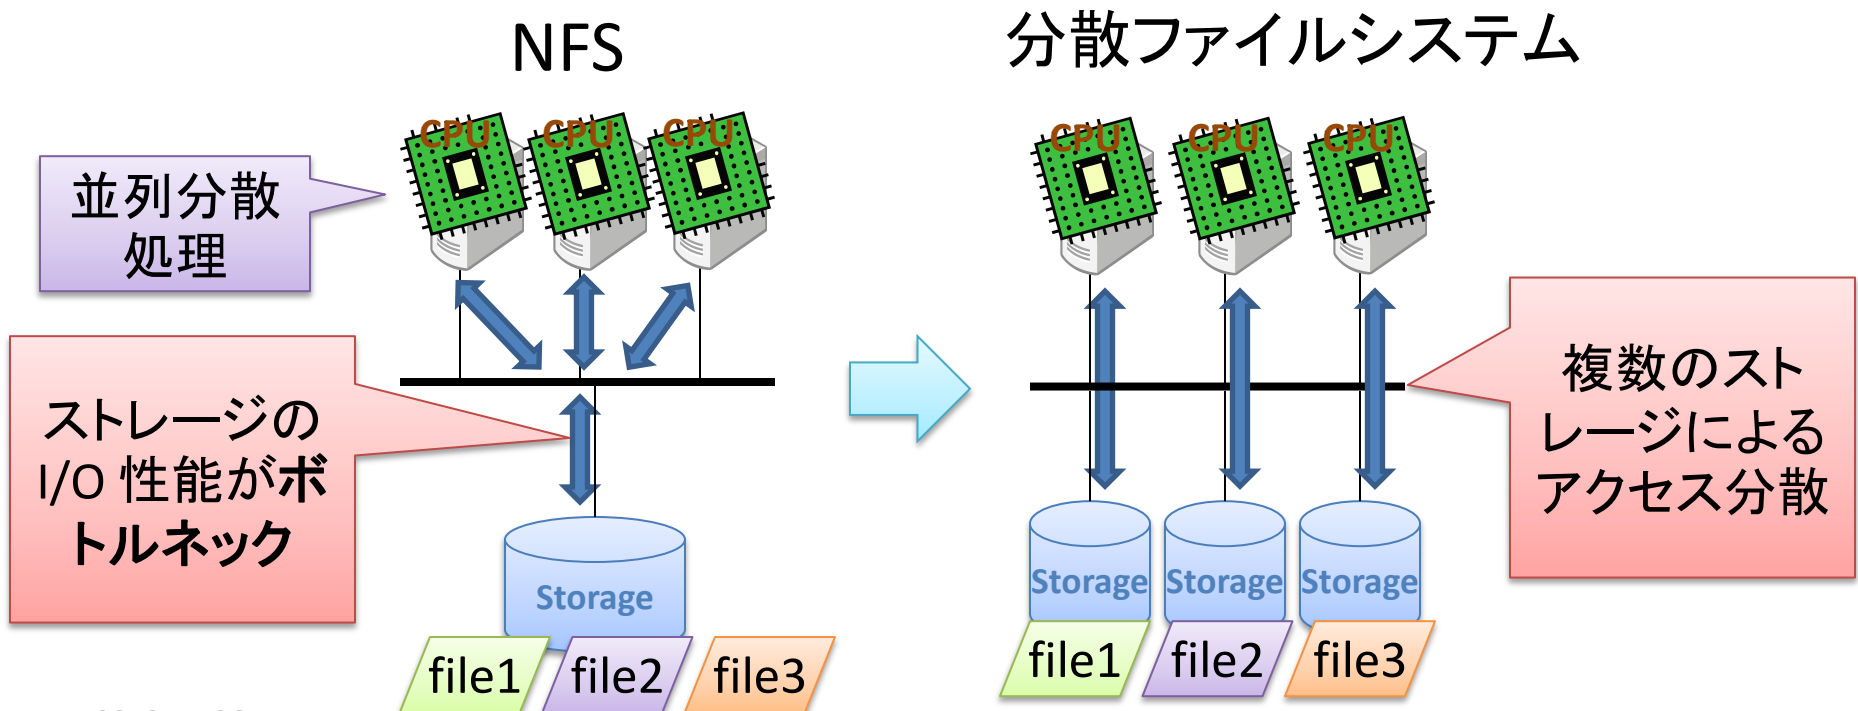 NFS
分散ファイルシステム
CPU CPU CPU
CPU CPU CPU
並列分散
処理
ストレージの
I/O 性能がボ
トルネック
複数のスト
レージによる
アクセス分散
Storage
Storage Storage Storage
file1 file2 file3
file1 file2 file3